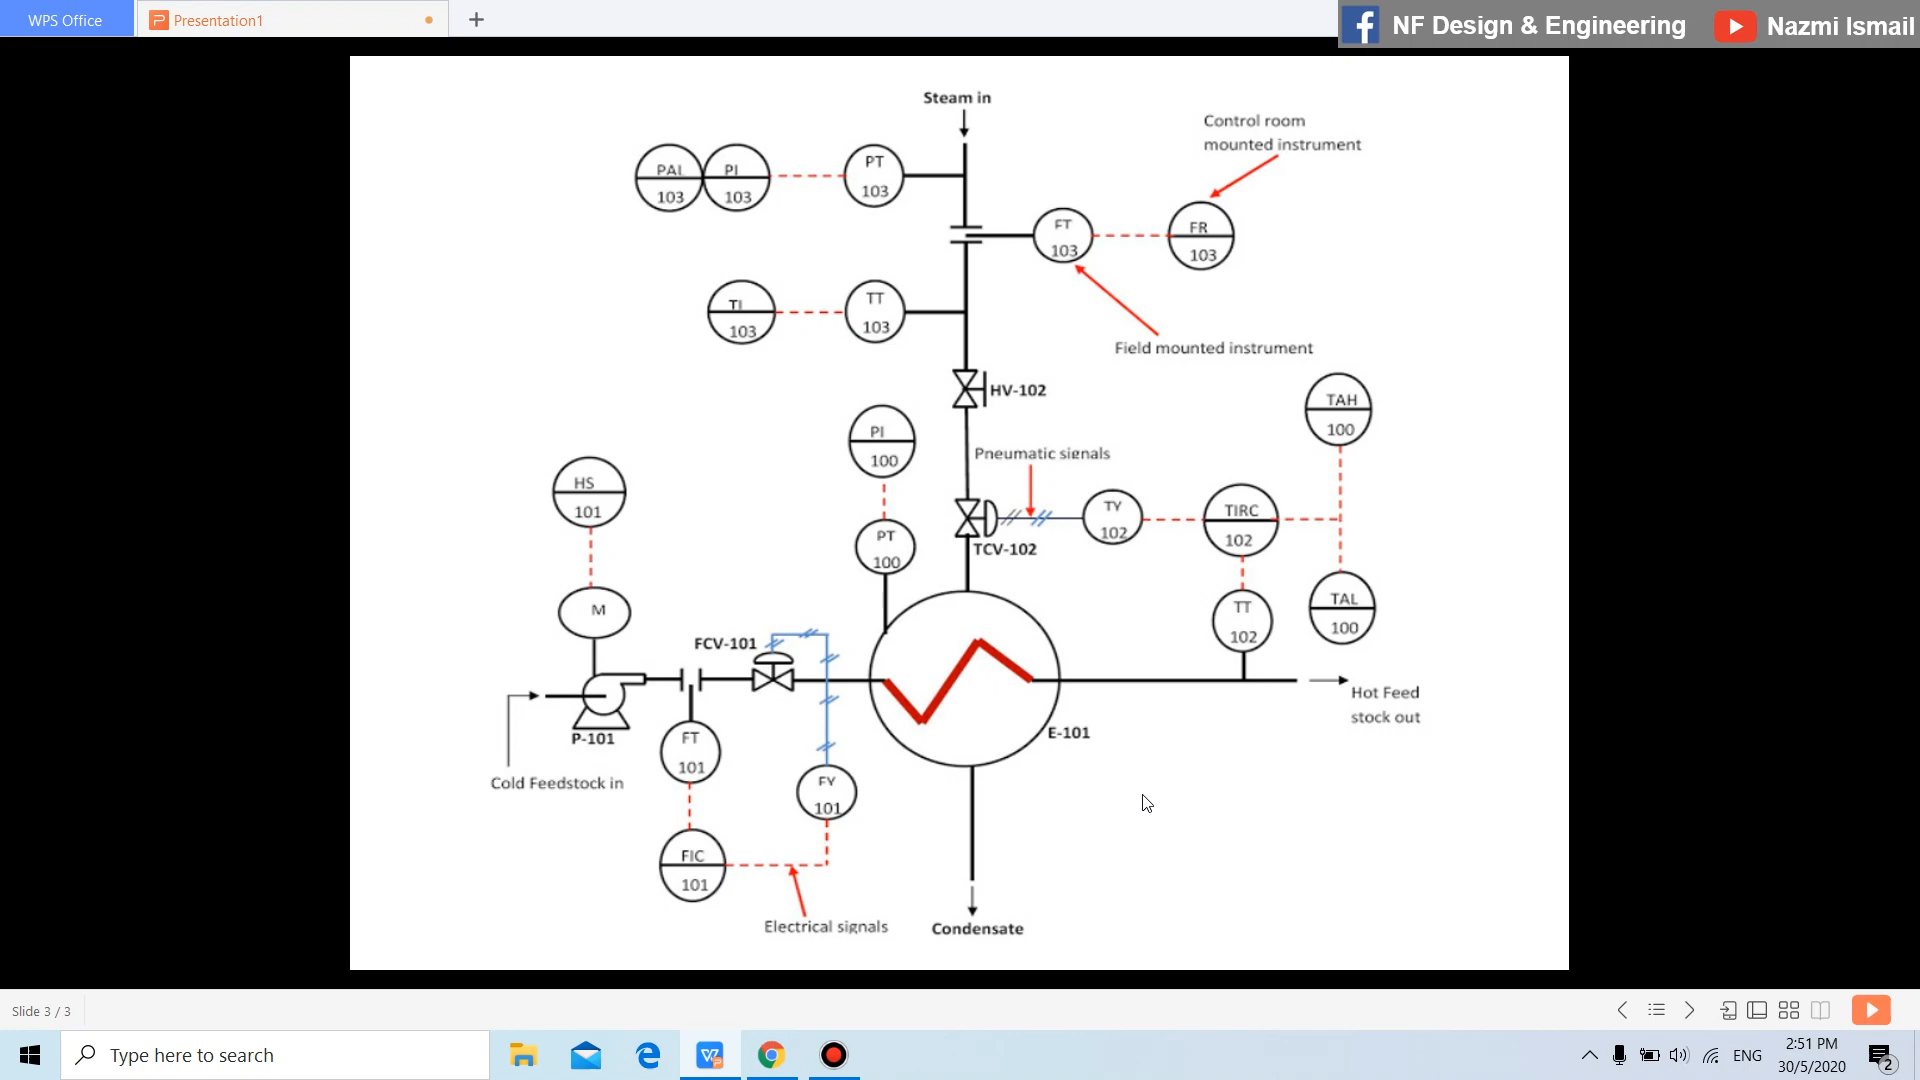 WPS Office
Presentation1
NF Design & Engineering
Nazmi Ismail
Steam in
Control room
mounted instrument
PAL
103
PI
103
PT
103
FT
103
FR
103
TI
103
TT
103
Field mounted instrument
HV-102
TAH
100
PI
100
Pneumatic signals
HS
101
PT
100
TY
102
TIRC
102
TCV-102
M
TT
102
TAL
100
FCV-101
Hot Feed
stock out
P-101
E-101
FT
101
Cold Feedstock in
FY
101
FIC
101
Electrical signals
Condensate
Slide 3 / 3
Type here to search
ENG
2:51 PM
30/5/2020
2